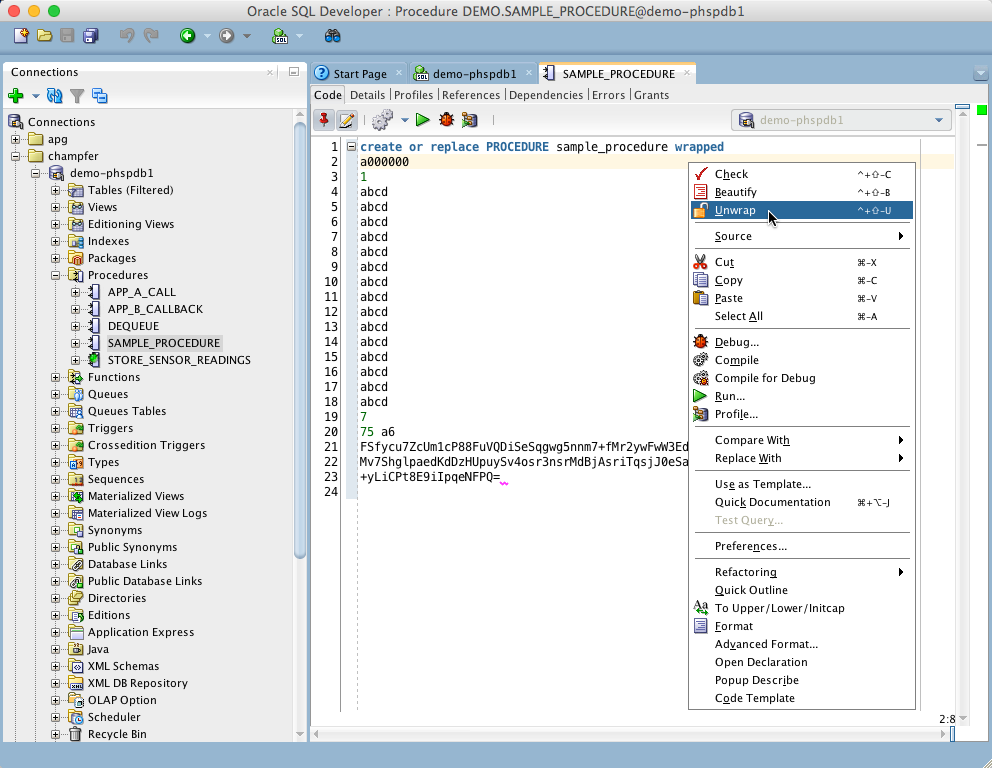 Oracle SQL Developer : Procedure DEMO.SAMPLE_PROCEDURE@demo-phspdb1
Connections
Connections
apg
champfer
demo-phspdb1
Tables (Filtered)
Views
Editioning Views
Indexes
Packages
Procedures
APP_A_CALL
APP_B_CALLBACK
DEQUEUE
SAMPLE_PROCEDURE
STORE_SENSOR_READINGS
Functions
Queues
Queues Tables
Triggers
Crossedition Triggers
Types
Sequences
Materialized Views
Materialized View Logs
Synonyms
Public Synonyms
Database Links
Public Database Links
Directories
Editions
Application Express
Java
XML Schemas
XML DB Repository
OLAP Option
Scheduler
Recycle Bin
Start Page
demo-phspdb1
SAMPLE_PROCEDURE
Code Details Profiles References Dependencies Errors Grants
demo-phspdb1
1 create or replace PROCEDURE sample_procedure wrapped
2 a000000
3 1
4 abcd
5 abcd
6 abcd
7 abcd
8 abcd
9 abcd
10 abcd
11 abcd
12 abcd
13 abcd
14 abcd
15 abcd
16 abcd
17 abcd
18 abcd
19 7
20 75 a6
21 FSfycu7ZcUm1cP88FuVQDiSeSqgwg5nnm7+fMr2ywFwW3Ed
22 Mv7ShglpaedKdDzHUpuySv4osr3nsrMdBjAsriTqsjJ0eSa
23 +yLiCPt8E9iIpqeNFPQ=
24
Check ^+⇧-C
Beautify ^+⇧-B
Unwrap ^+⇧-U
Source
Cut ⌘-X
Copy ⌘-C
Paste ⌘-V
Select All ⌘-A
Debug...
Compile
Compile for Debug
Run...
Profile...
Compare With
Replace With
Use as Template...
Quick Documentation ⌘+⌥-J
Test Query...
Preferences...
Refactoring
Quick Outline
To Upper/Lower/Initcap
Format
Advanced Format...
Open Declaration
Popup Describe
Code Template
2:8